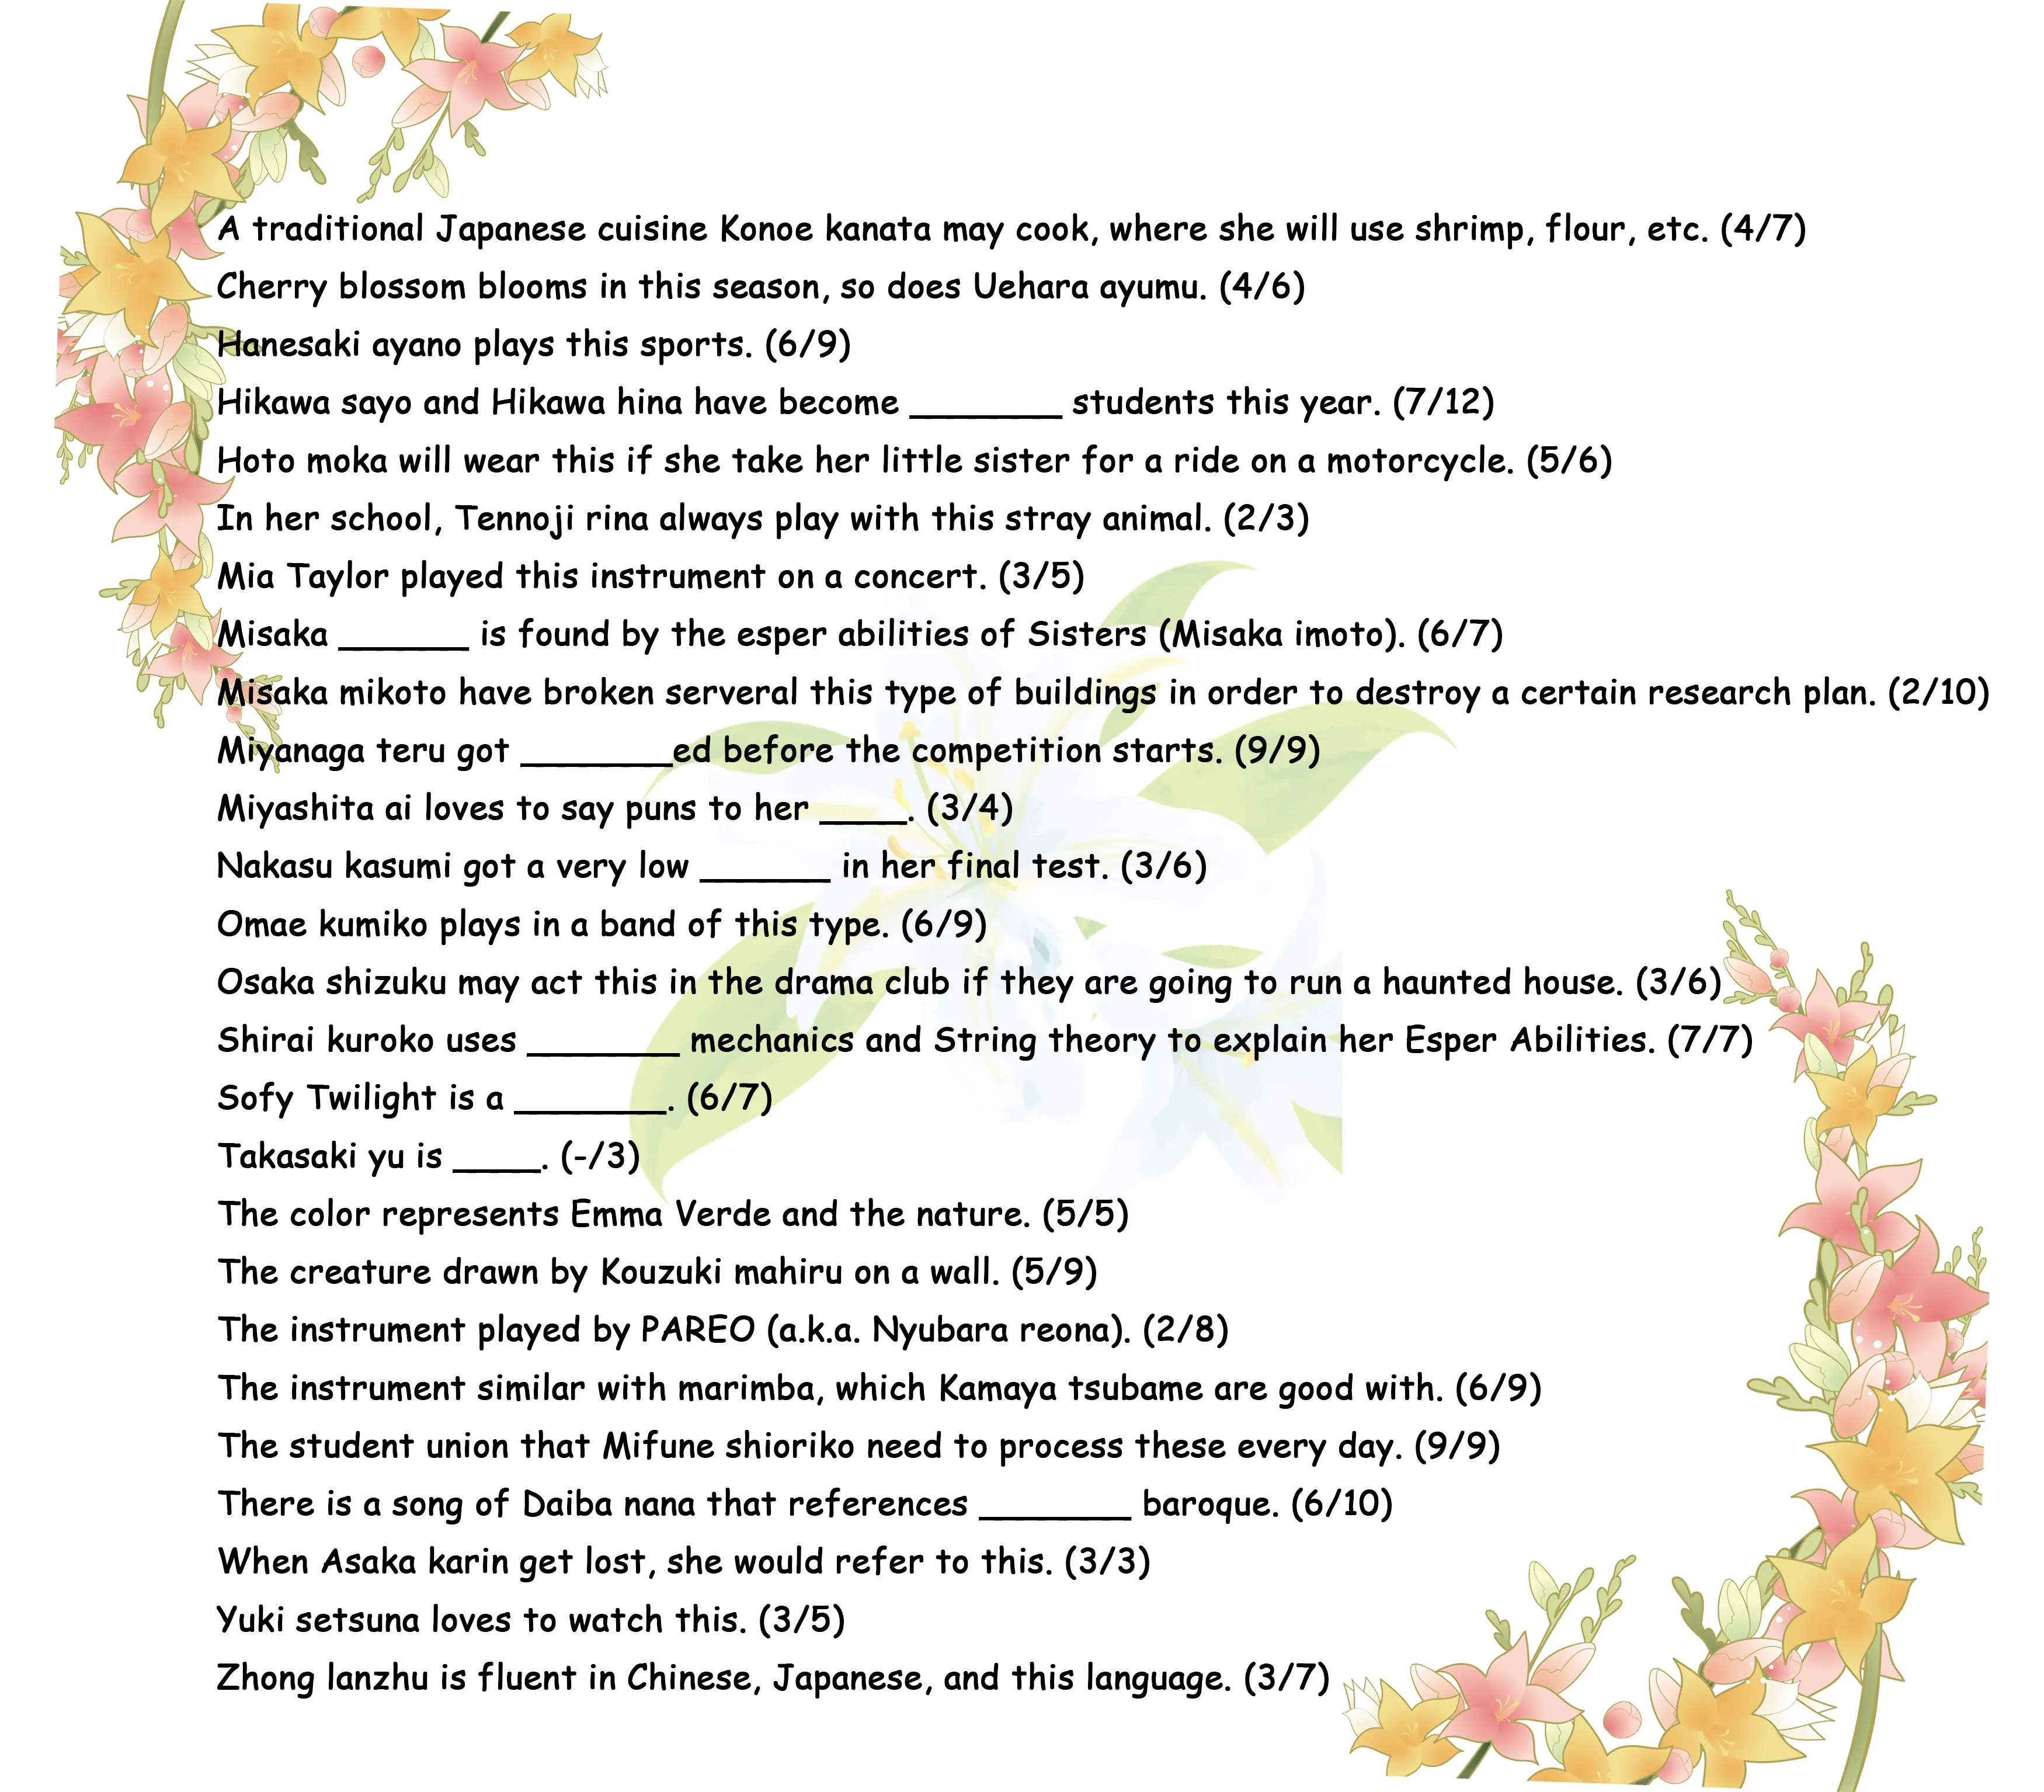 A traditional Japanese cuisine Konoe kanata may cook, where she will use shrimp, flour, etc. (4/7)
Cherry blossom blooms in this season, so does Uehara ayumu. (4/6)
Hanesaki ayano plays this sports. (6/9)
Hikawa sayo and Hikawa hina have become _______ students this year. (7/12)
Hoto moka will wear this if she take her little sister for a ride on a motorcycle. (5/6)
In her school, Tennoji rina always play with this stray animal. (2/3)
Mia Taylor played this instrument on a concert. (3/5)
Misaka ______ is found by the esper abilities of Sisters (Misaka imoto). (6/7)
Misaka mikoto have broken serveral this type of buildings in order to destroy a certain research plan. (2/10)
Miyanaga teru got _______ed before the competition starts. (9/9)
Miyashita ai loves to say puns to her ____. (3/4)
Nakasu kasumi got a very low ______ in her final test. (3/6)
Omae kumiko plays in a band of this type. (6/9)
Osaka shizuku may act this in the drama club if they are going to run a haunted house. (3/6)
Shirai kuroko uses _______ mechanics and String theory to explain her Esper Abilities. (7/7)
Sofy Twilight is a _______. (6/7)
Takasaki yu is ____. (-/3)
The color represents Emma Verde and the nature. (5/5)
The creature drawn by Kouzuki mahiru on a wall. (5/9)
The instrument played by PAREO (a.k.a. Nyubara reona). (2/8)
The instrument similar with marimba, which Kamaya tsubame are good with. (6/9)
The student union that Mifune shioriko need to process these every day. (9/9)
There is a song of Daiba nana that references _______ baroque. (6/10)
When Asaka karin get lost, she would refer to this. (3/3)
Yuki setsuna loves to watch this. (3/5)
Zhong lanzhu is fluent in Chinese, Japanese, and this language. (3/7)